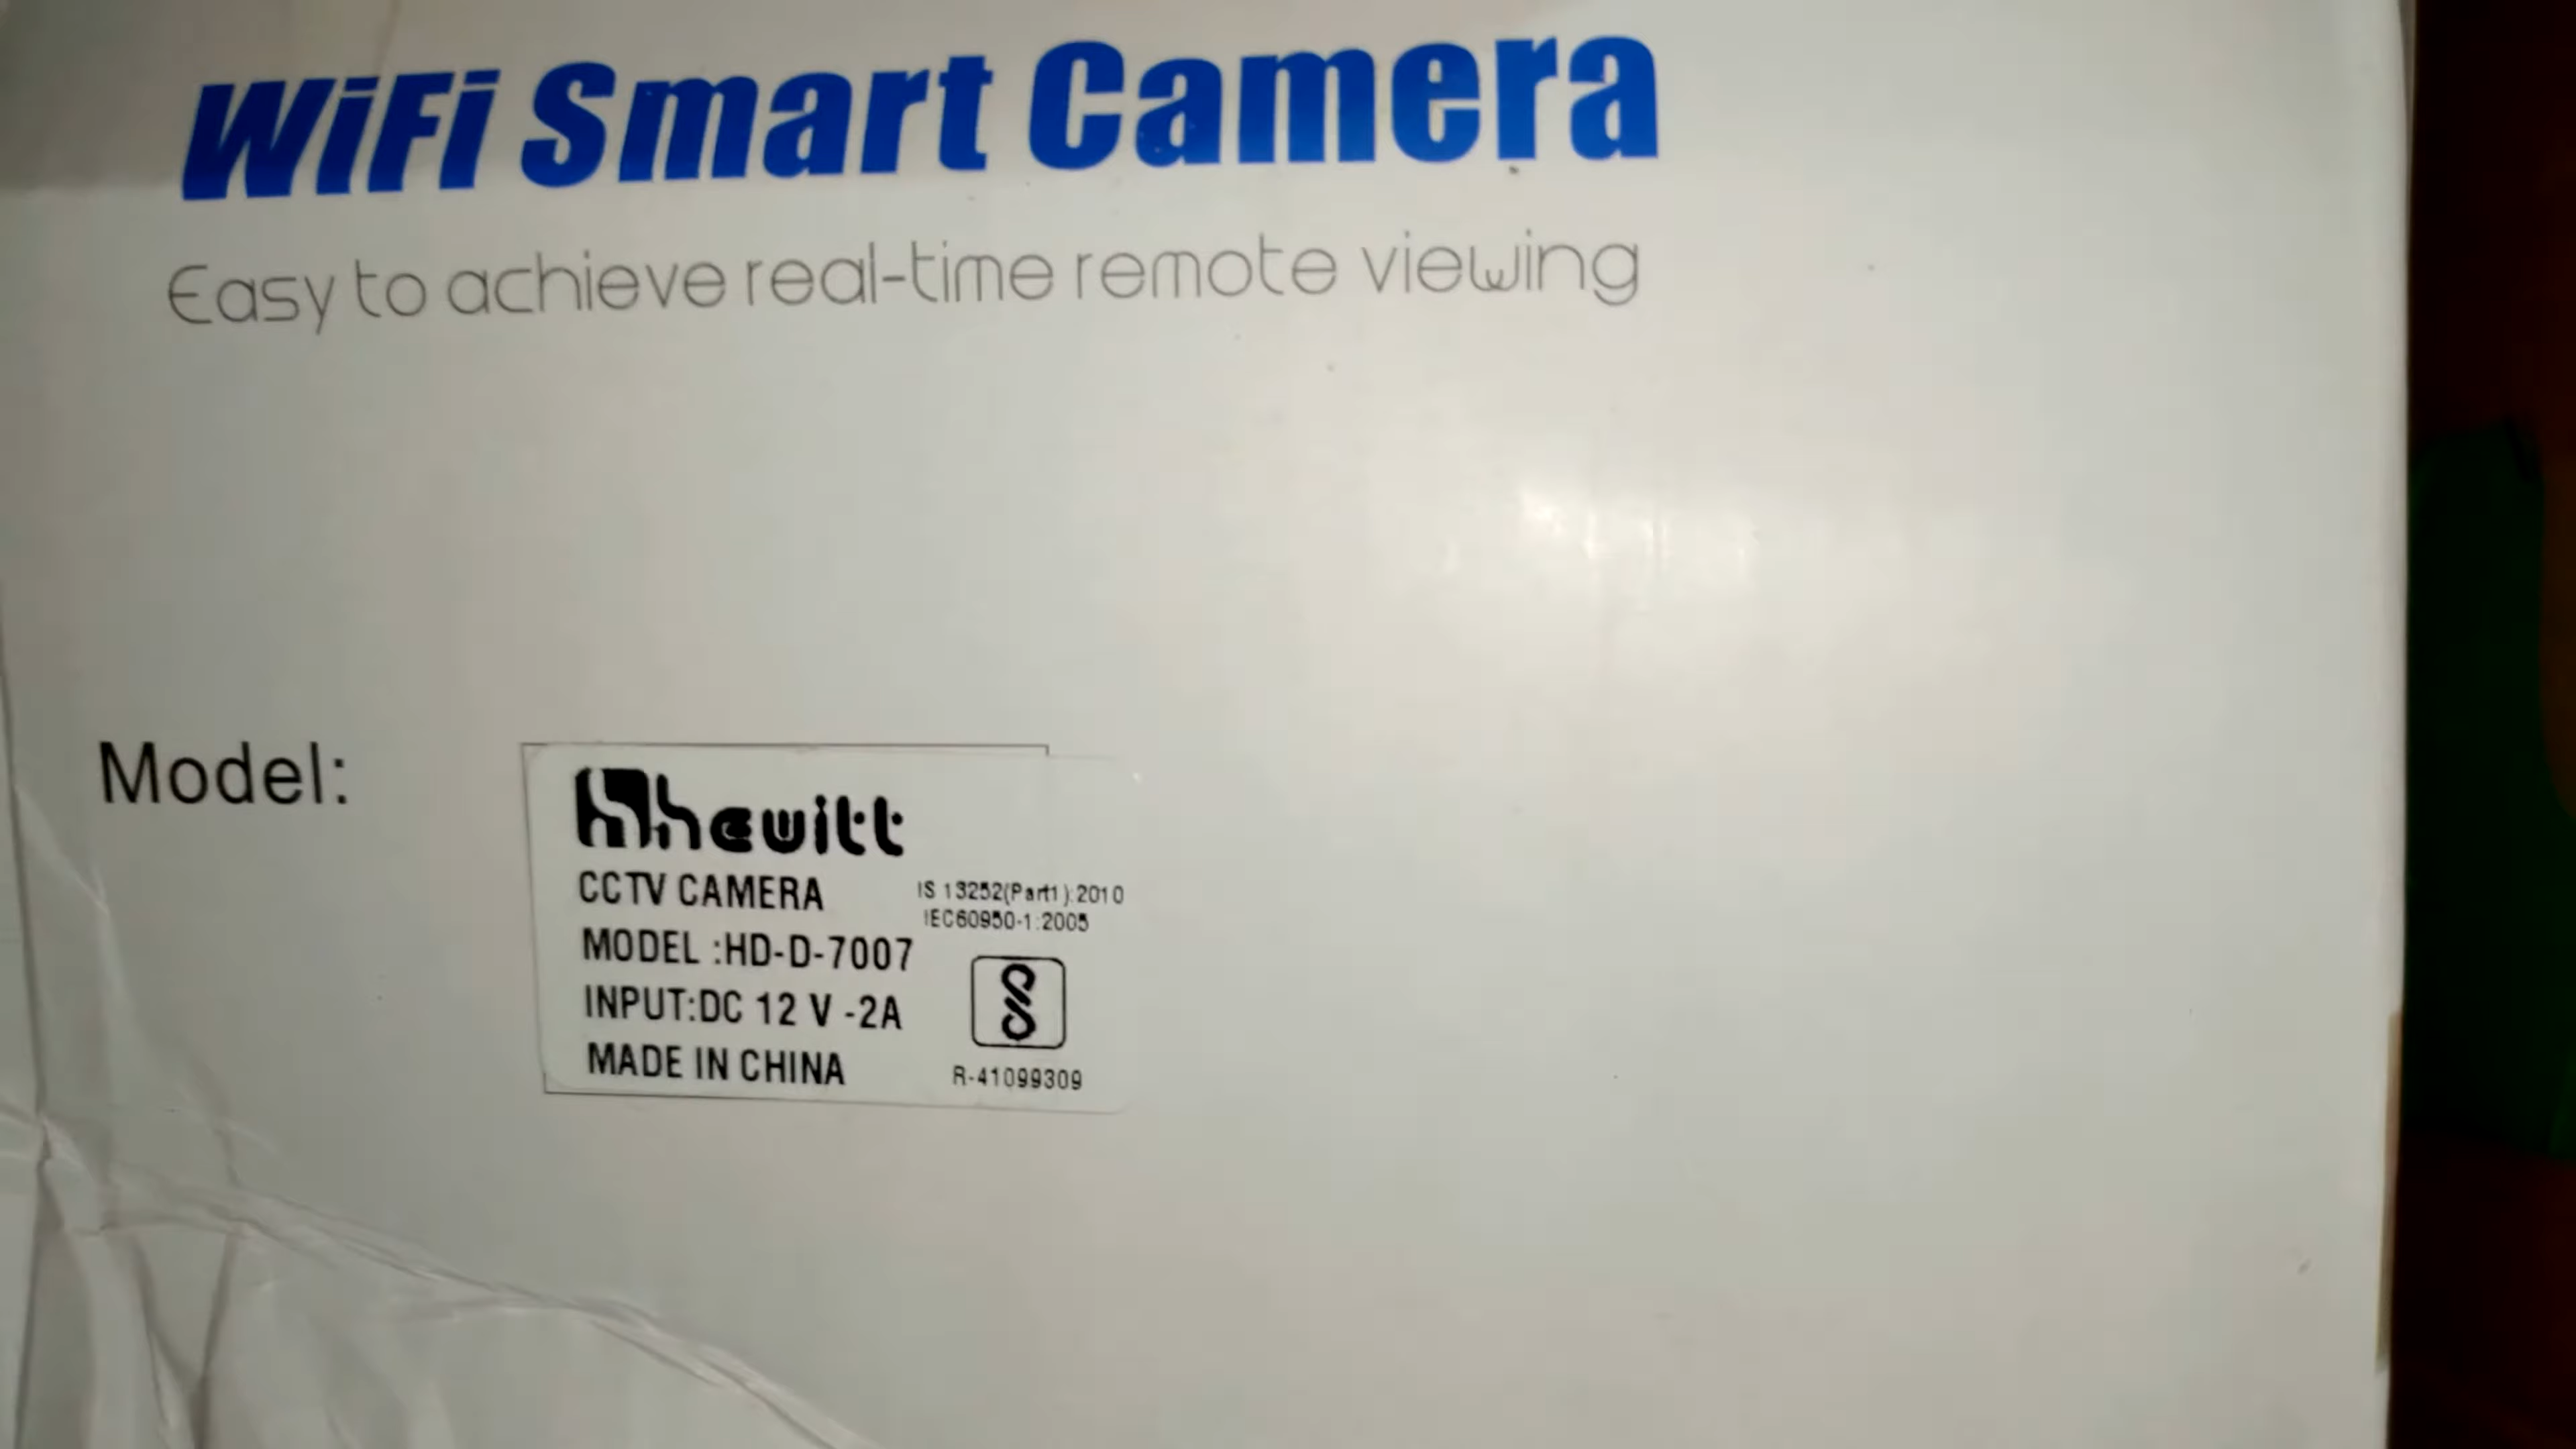 WiFi Smart Camera
Easy to achieve real-time remote viewing
Model:
hewitt
CCTV CAMERA
IS 13252(Part1):2010
IEC60950-1:2005
MODEL :HD-D-7007
INPUT:DC 12 V -2A
MADE IN CHINA
R-41099309